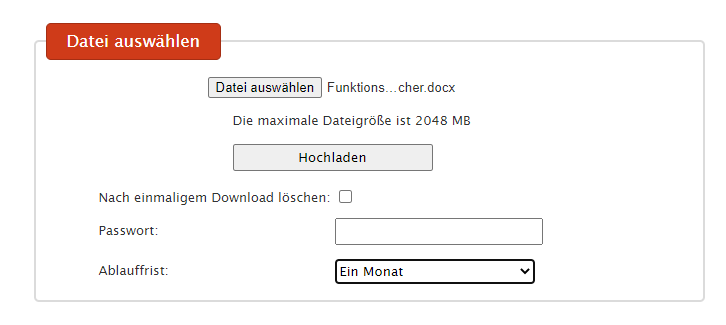 Datei auswählen
Datei auswählen Funktions...cher.docx
Die maximale Dateigröße ist 2048 MB
Hochladen
Nach einmaligem Download löschen:
Passwort:
Ablauffrist: Ein Monat